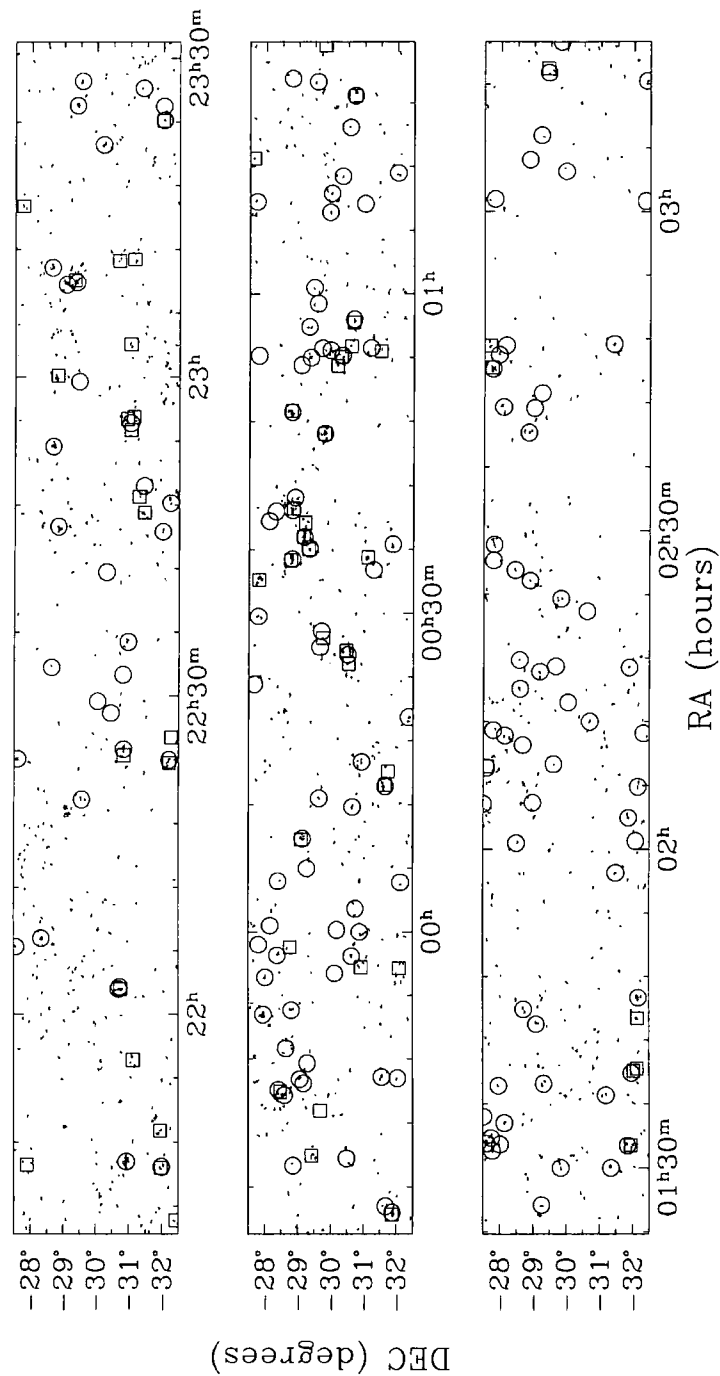 DEC (degrees)
−28°
−29°
−30°
−31°
−32°
22ʰ
22ʰ30ᵐ
23ʰ
23ʰ30ᵐ
−28°
−29°
−30°
−31°
−32°
00ʰ
00ʰ30ᵐ
01ʰ
−28°
−29°
−30°
−31°
−32°
01ʰ30ᵐ
02ʰ
02ʰ30ᵐ
03ʰ
RA (hours)